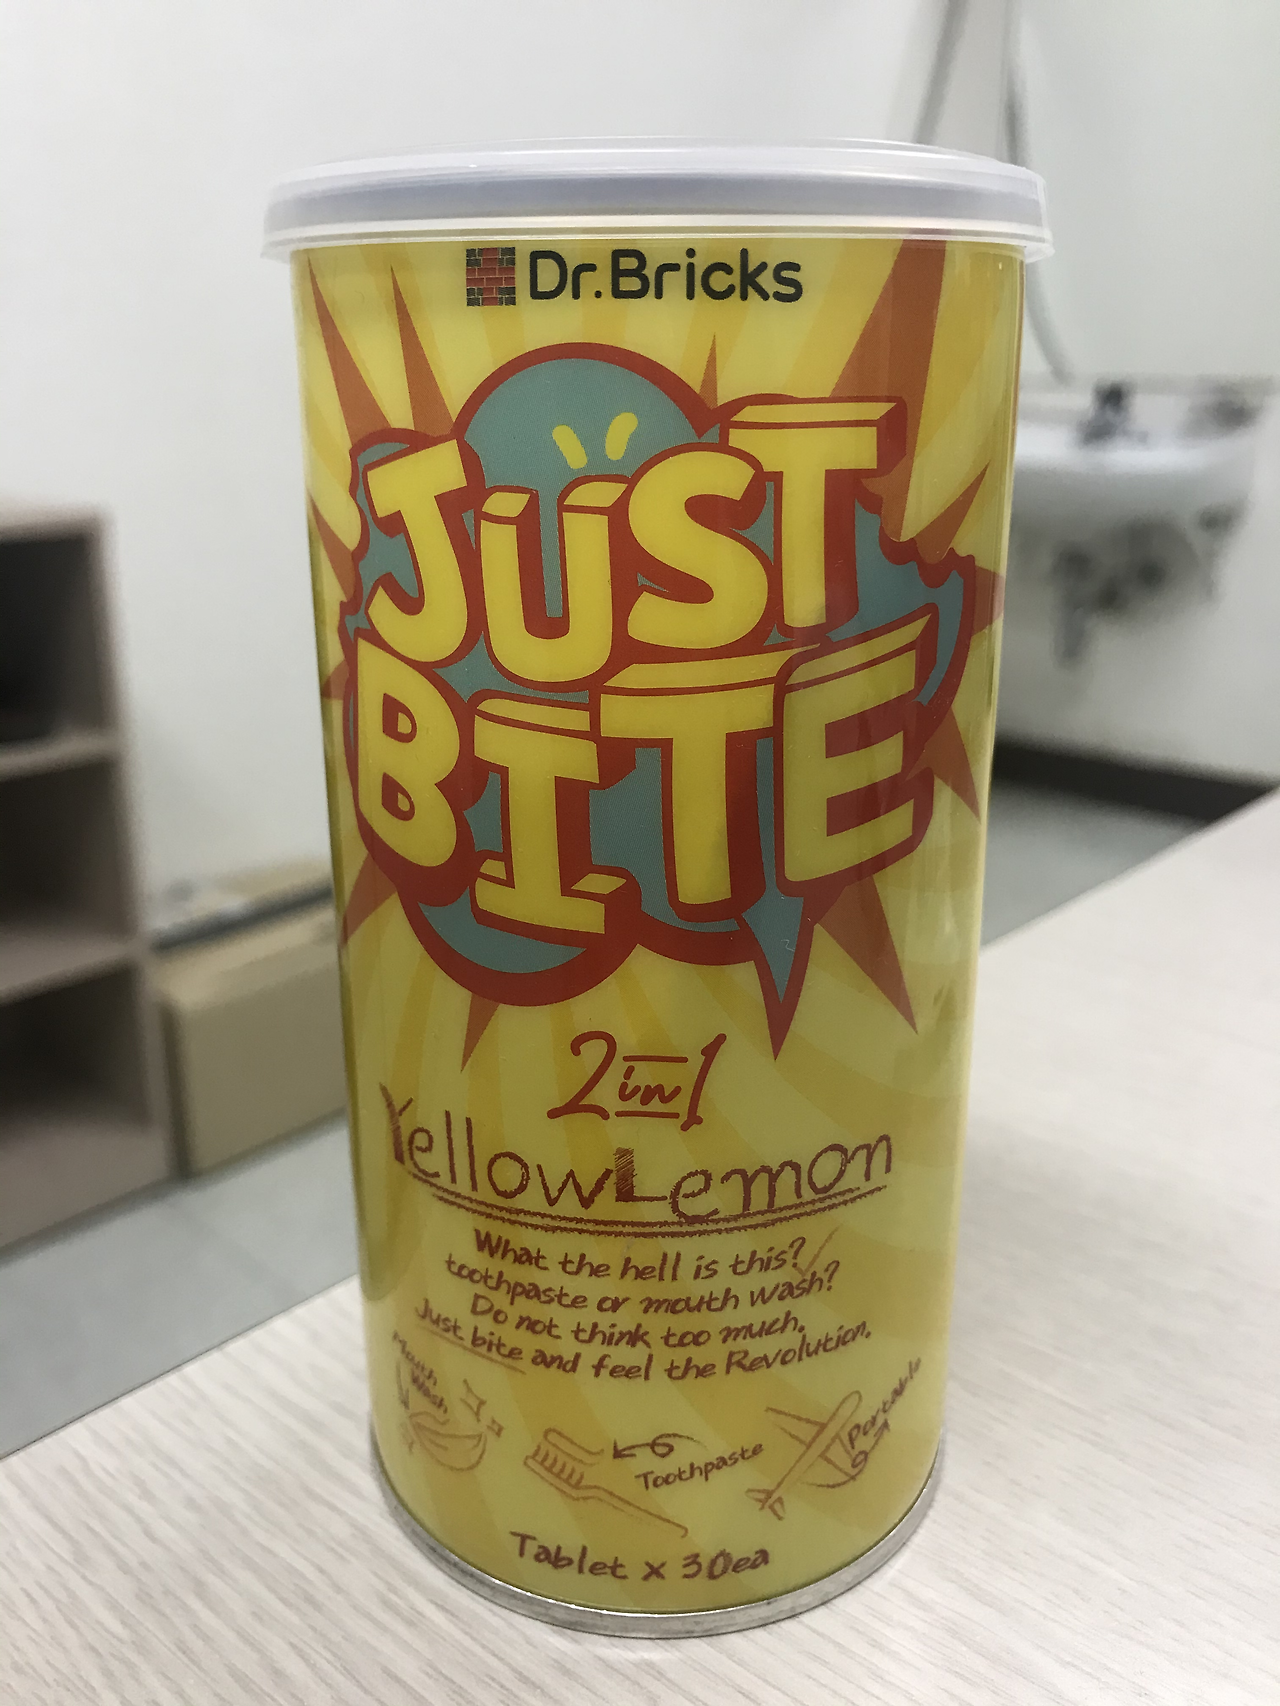 Dr.Bricks
JUST
BITE
2in1
YellowLemon
What the hell is this?
toothpaste or mouth wash?
Do not think too much.
Just bite and feel the Revolution.
Mouth
Wash
Toothpaste
Portable
Tablet x 30ea